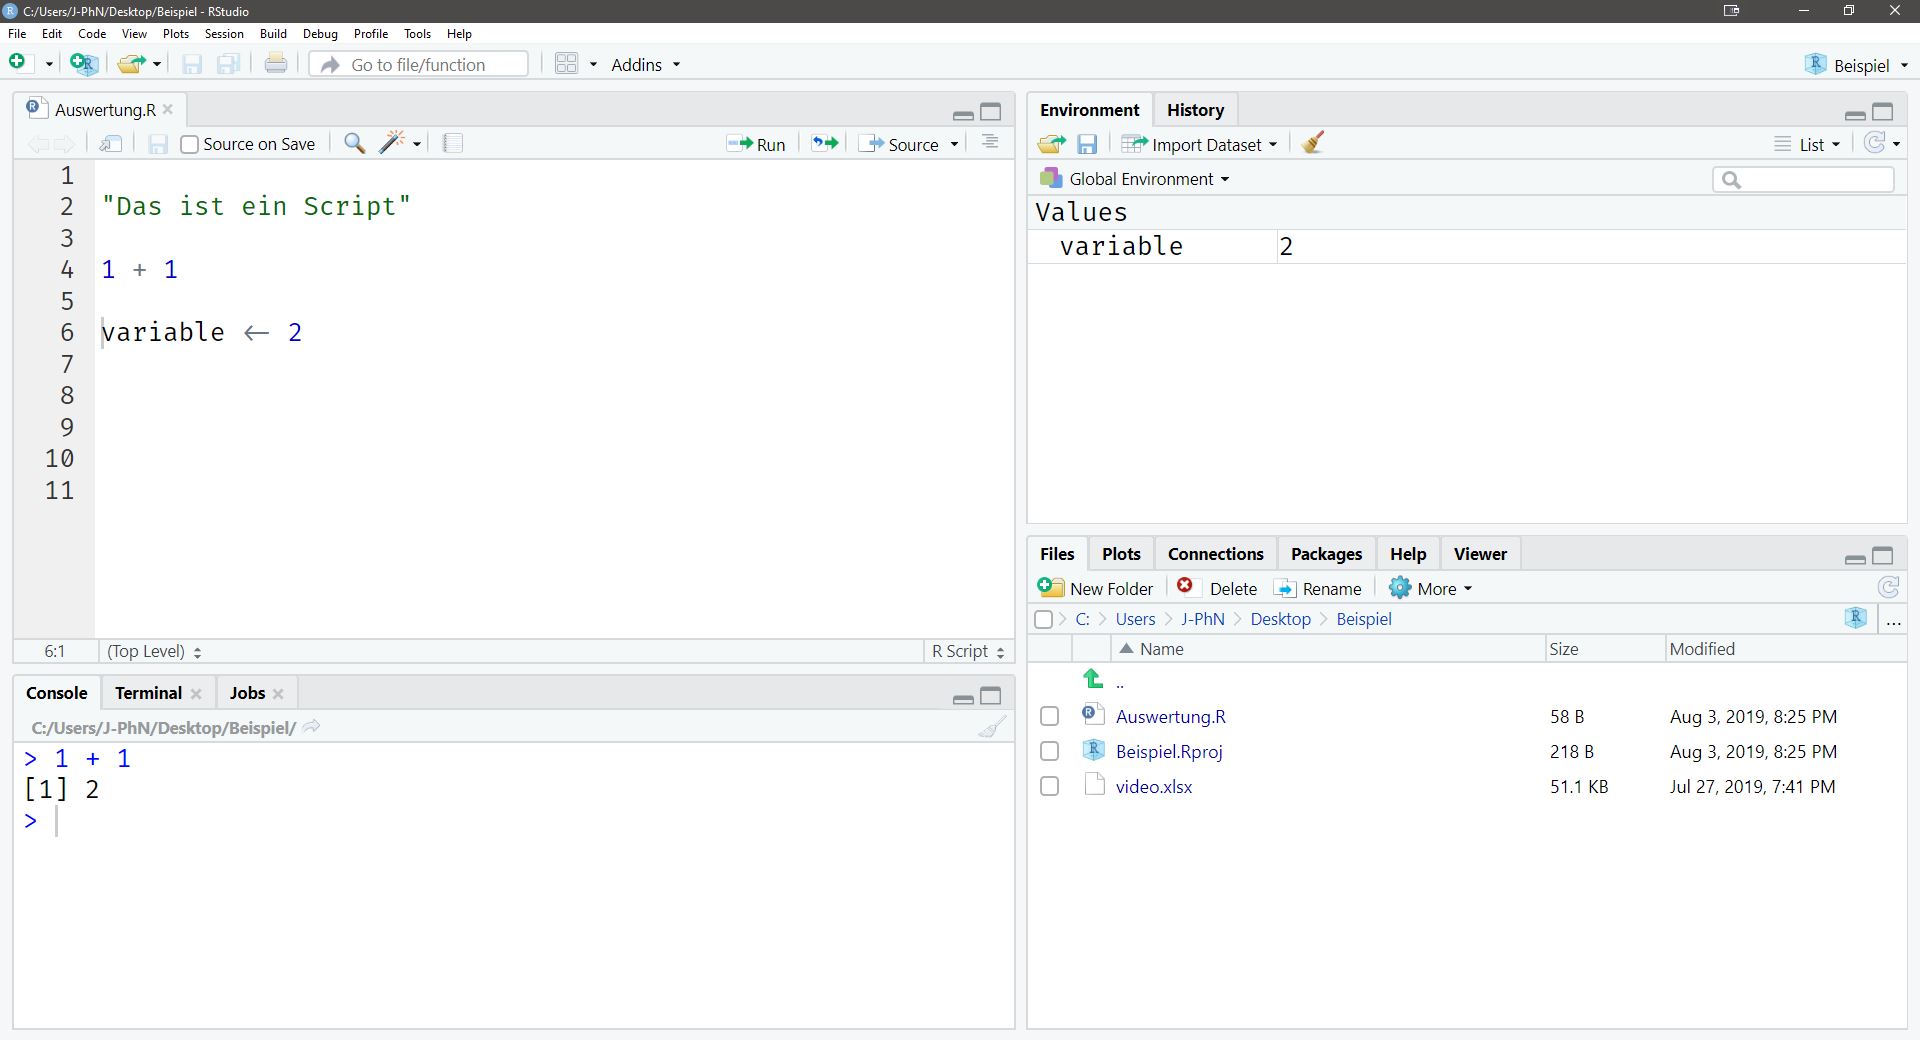 C:/Users/J-PhN/Desktop/Beispiel - RStudio
File Edit Code View Plots Session Build Debug Profile Tools Help
Go to file/function Addins Beispiel
Auswertung.R
Source on Save Run Source
1
2 "Das ist ein Script"
3
4 1 + 1
5
6 variable ← 2
7
8
9
10
11
6:1 (Top Level) R Script
Console Terminal Jobs
C:/Users/J-PhN/Desktop/Beispiel/
> 1 + 1
[1] 2
>
Environment History
Import Dataset List
Global Environment
Values
variable 2
Files Plots Connections Packages Help Viewer
New Folder Delete Rename More
C: Users J-PhN Desktop Beispiel ...
Name Size Modified
..
Auswertung.R 58 B Aug 3, 2019, 8:25 PM
Beispiel.Rproj 218 B Aug 3, 2019, 8:25 PM
video.xlsx 51.1 KB Jul 27, 2019, 7:41 PM